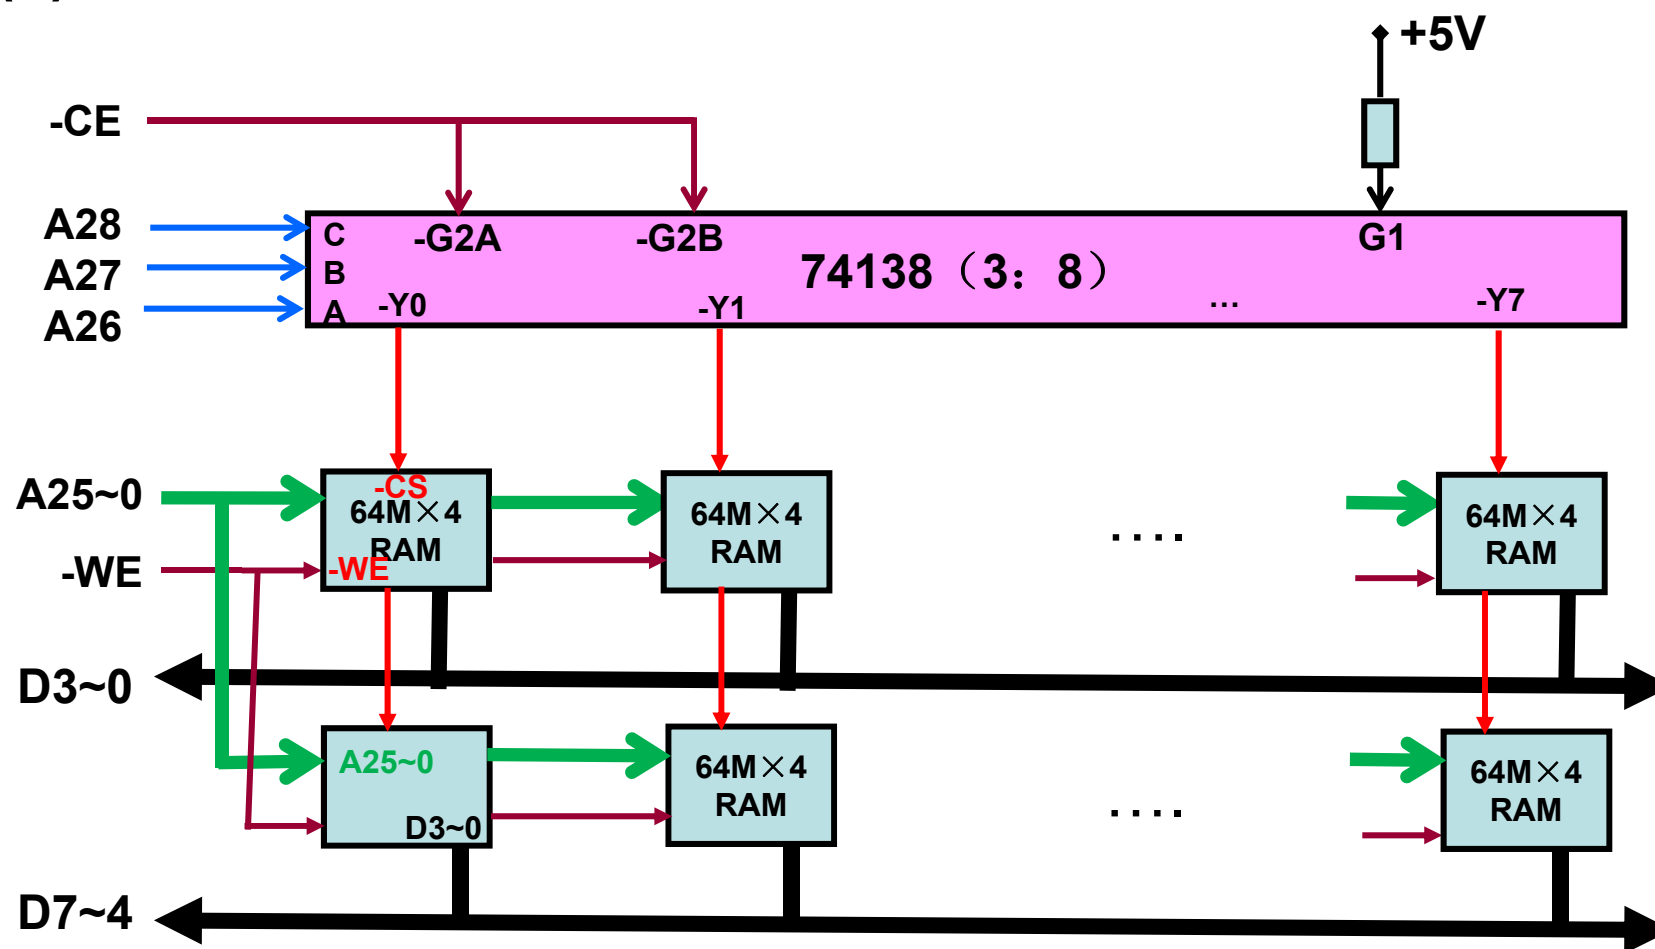 +5V
-CE
A28
A27
A26
C
B
A
-G2A
-G2B
G1
74138（3：8）
-Y0
-Y1
...
-Y7
A25~0
-WE
-CS
64M×4
RAM
-WE
64M×4
RAM
....
64M×4
RAM
D3~0
A25~0
D3~0
64M×4
RAM
....
64M×4
RAM
D7~4